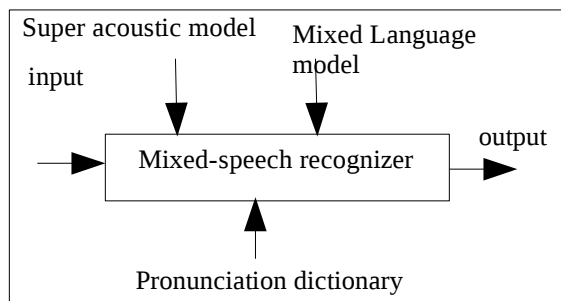 Super acoustic model
Mixed Language
model
input
Mixed-speech recognizer
output
Pronunciation dictionary